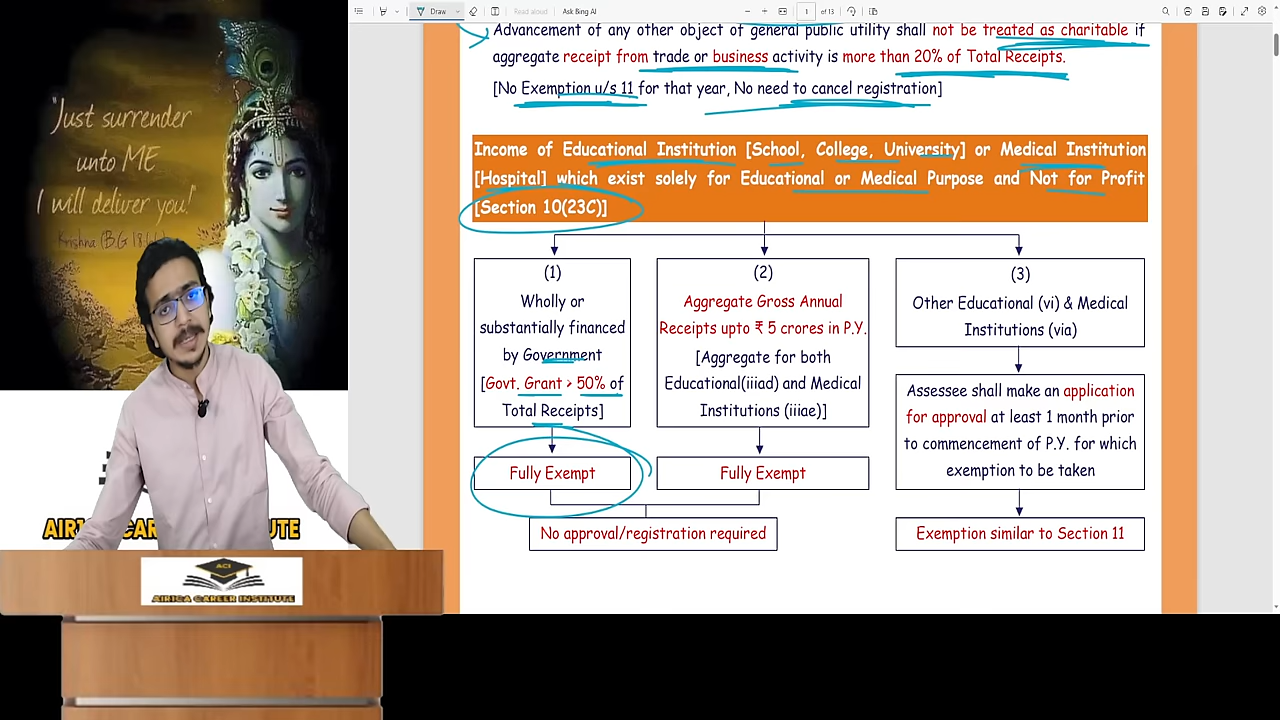 Draw
Read aloud
Ask Bing AI
1
of 13
Advancement of any other object of general public utility shall not be treated as charitable if
aggregate receipt from trade or business activity is more than 20% of Total Receipts.
[No Exemption u/s 11 for that year, No need to cancel registration]
"Just surrender
unto ME
I will deliver you!'
Krishna (B.G 18:
Income of Educational Institution [School, College, University] or Medical Institution
[Hospital] which exist solely for Educational or Medical Purpose and Not for Profit
[Section 10(23C)]
(1)
Wholly or
substantially financed
by Government
[Govt. Grant > 50% of
Total Receipts]
Fully Exempt
(2)
Aggregate Gross Annual
Receipts upto ₹ 5 crores in P.Y.
[Aggregate for both
Educational(iiiad) and Medical
Institutions (iiiae)]
Fully Exempt
No approval/registration required
(3)
Other Educational (vi) & Medical
Institutions (via)
Assessee shall make an application
for approval at least 1 month prior
to commencement of P.Y. for which
exemption to be taken
Exemption similar to Section 11
ACI
AIRICA CAREER INSTITUTE